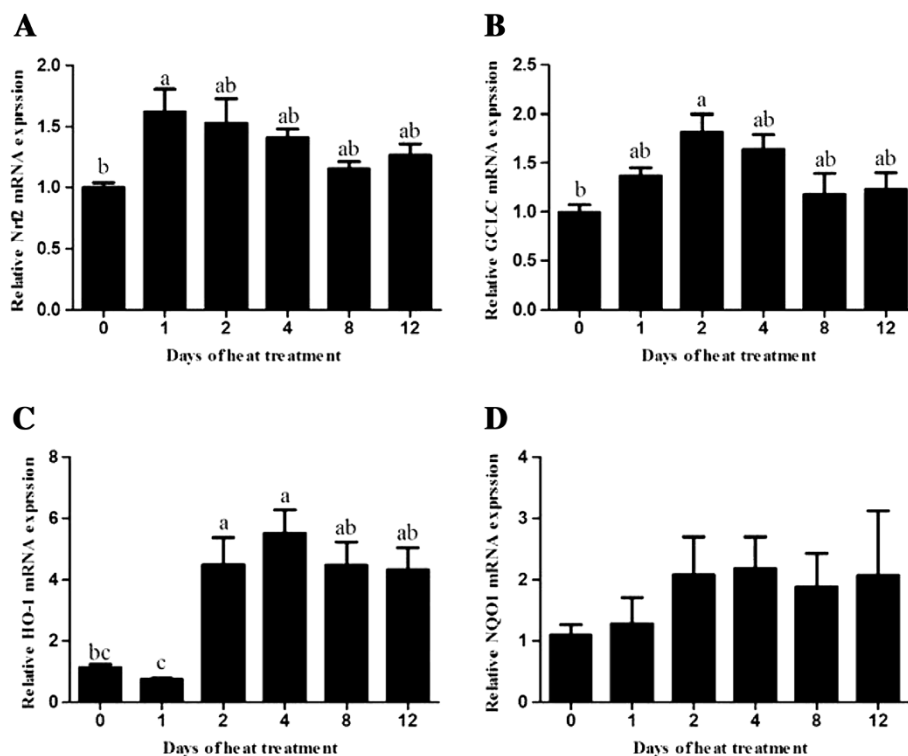 A
Relative Nrf2 mRNA exprssion
2.0
1.5
1.0
0.5
0.0
b
a
ab
ab
ab
ab
0 1 2 4 8 12
Days of heat treatment
B
Relative GCLC mRNA exprssion
2.5
2.0
1.5
1.0
0.5
0.0
b
ab
a
ab
ab
ab
0 1 2 4 8 12
Days of heat treatment
C
Relative HO-1 mRNA exprssion
8
6
4
2
0
bc
c
a
a
ab
ab
0 1 2 4 8 12
Days of heat treatment
D
Relative NQO1 mRNA exprssion
4
3
2
1
0
0 1 2 4 8 12
Days of heat treatment